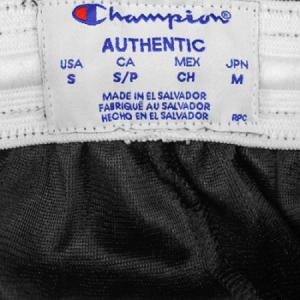 Champion
AUTHENTIC
USA CA MEX JPN
S S/P CH M
MADE IN EL SALVADOR
FABRIQUÉ AU SALVADOR
HECHO EN EL SALVADOR RPC